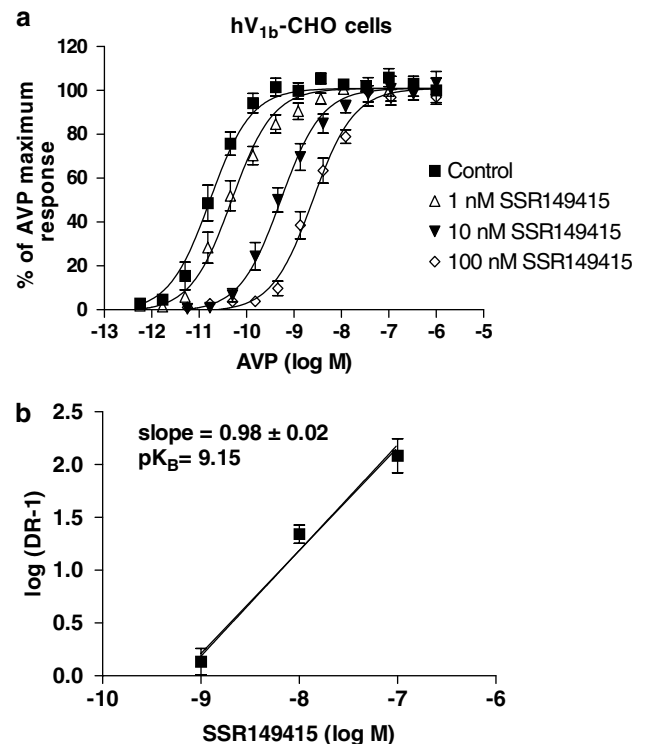 a
hV1b-CHO cells
% of AVP maximum
response
120
100
80
60
40
20
0
-13 -12 -11 -10 -9 -8 -7 -6 -5
AVP (log M)
Control
1 nM SSR149415
10 nM SSR149415
100 nM SSR149415
b
slope = 0.98 ± 0.02
pKB= 9.15
log (DR-1)
2.5
2.0
1.5
1.0
0.5
0.0
-10 -9 -8 -7 -6
SSR149415 (log M)